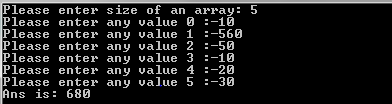 Please enter size of an array: 5
Please enter any value 0 :-10
Please enter any value 1 :-560
Please enter any value 2 :-50
Please enter any value 3 :-10
Please enter any value 4 :-20
Please enter any value 5 :-30
Ans is: 680